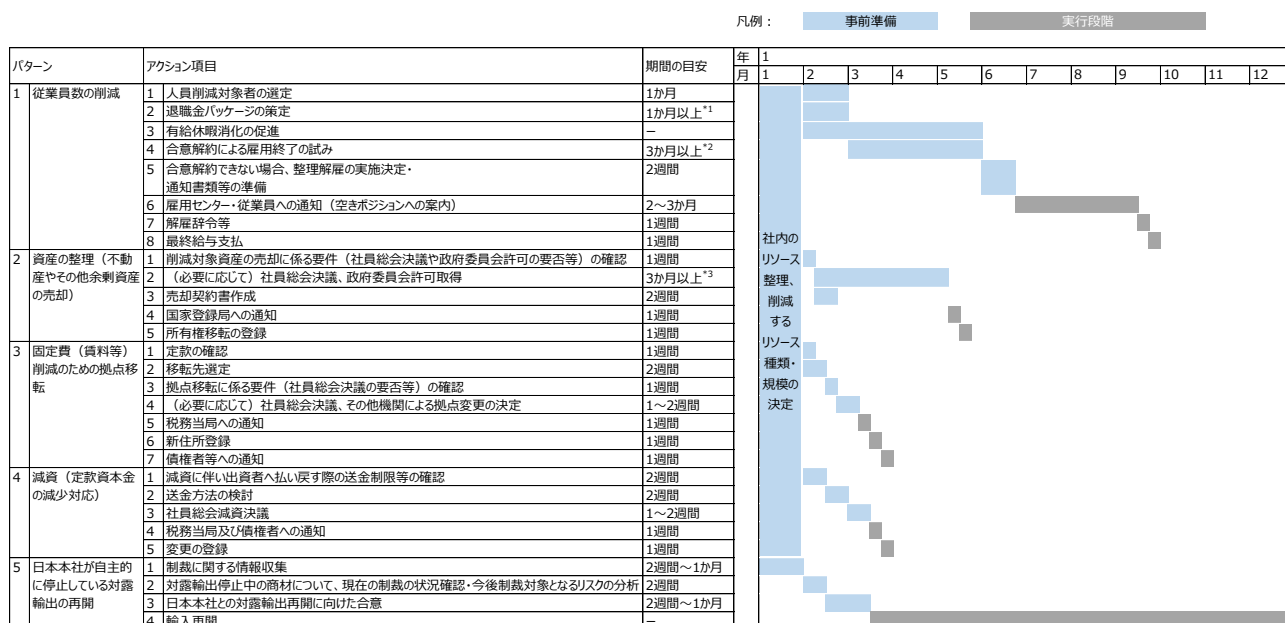 凡例： 事前準備 実行段階
パターン アクション項目 期間の目安 年 1
月 1 2 3 4 5 6 7 8 9 10 11 12
1 従業員数の削減 1 人員削減対象者の選定 1か月
2 退職金パッケージの策定 1か月以上*1
3 有給休暇消化の促進 －
4 合意解約による雇用終了の試み 3か月以上*2
5 合意解約できない場合、整理解雇の実施決定・ 2週間
通知書類等の準備
6 雇用センター・従業員への通知（空きポジションへの案内） 2～3か月
7 解雇辞令等 1週間
8 最終給与支払 1週間
2 資産の整理（不動 1 削減対象資産の売却に係る要件（社員総会決議や政府委員会許可の要否等）の確認 1週間
産やその他余剰資産 2 （必要に応じて）社員総会決議、政府委員会許可取得 3か月以上*3
の売却） 3 売却契約書作成 2週間
4 国家登録局への通知 1週間
5 所有権移転の登録 1週間
3 固定費（賃料等） 1 定款の確認 1週間
削減のための拠点移 2 移転先選定 2週間
転 3 拠点移転に係る要件（社員総会決議の要否等）の確認 1週間
4 （必要に応じて）社員総会決議、その他機関による拠点変更の決定 1～2週間
5 税務当局への通知 1週間
6 新住所登録 1週間
7 債権者等への通知 1週間
4 減資（定款資本金 1 減資に伴い出資者へ払い戻す際の送金制限等の確認 2週間
の減少対応） 2 送金方法の検討 2週間
3 社員総会減資決議 1～2週間
4 税務当局及び債権者への通知 1週間
5 変更の登録 1週間
5 日本本社が自主的 1 制裁に関する情報収集 2週間～1か月
に停止している対露 2 対露輸出停止中の商材について、現在の制裁の状況確認・今後制裁対象となるリスクの分析 2週間
輸出の再開 3 日本本社との対露輸出再開に向けた合意 2週間～1か月
4 輸入再開 －
社内の
リソース
整理、
削減
する
リソース
種類・
規模の
決定